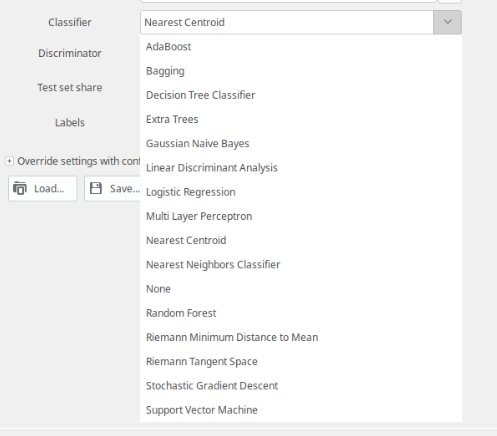 Classifier
Nearest Centroid
AdaBoost
Discriminator
Bagging
Test set share
Decision Tree Classifier
Labels
Extra Trees
Gaussian Naive Bayes
Override settings with conf
Linear Discriminant Analysis
Load...
Save...
Logistic Regression
Multi Layer Perceptron
Nearest Centroid
Nearest Neighbors Classifier
None
Random Forest
Riemann Minimum Distance to Mean
Riemann Tangent Space
Stochastic Gradient Descent
Support Vector Machine